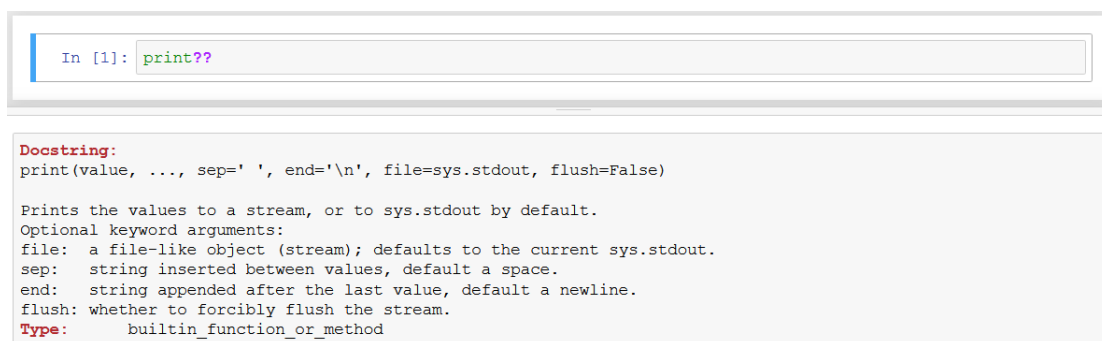 In [1]: print??
Docstring:
print(value, ..., sep=' ', end='\n', file=sys.stdout, flush=False)
Prints the values to a stream, or to sys.stdout by default.
Optional keyword arguments:
file:  a file-like object (stream); defaults to the current sys.stdout.
sep:   string inserted between values, default a space.
end:   string appended after the last value, default a newline.
flush: whether to forcibly flush the stream.
Type:      builtin_function_or_method